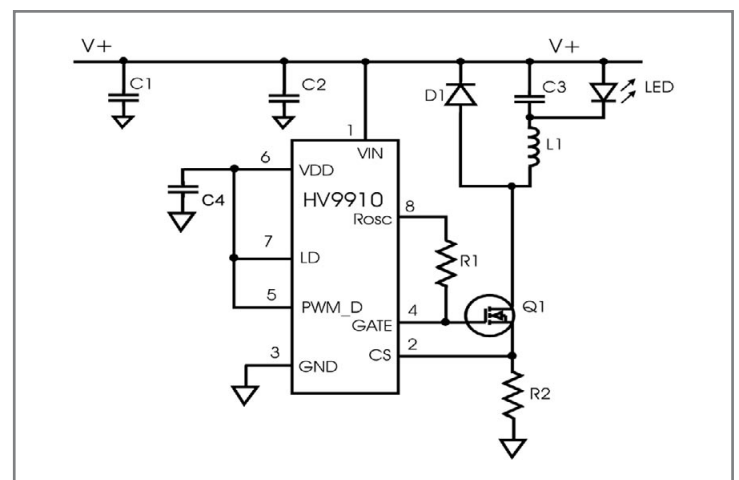 V+
V+
C1
C2
D1
C3
LED
L1
1
VIN
6
VDD
C4
HV9910
8
Rosc
7
LD
R1
5
PWM_D
4
GATE
Q1
2
CS
3
GND
R2